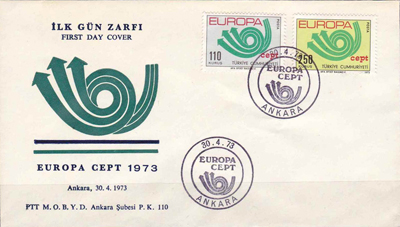 İLK GÜN ZARFI
FIRST DAY COVER
EUROPA CEPT 1973
Ankara, 30. 4. 1973
PTT M. O. B. Y. D. Ankara Şubesi P. K. 110
EUROPA
110
cept
TÜRKİYE CUMHURİYETİ
EUROPA
250
cept
TÜRKİYE CUMHURİYETİ
30.4.73
EUROPA
CEPT
ANKARA
30.4.73
EUROPA
CEPT
ANKARA